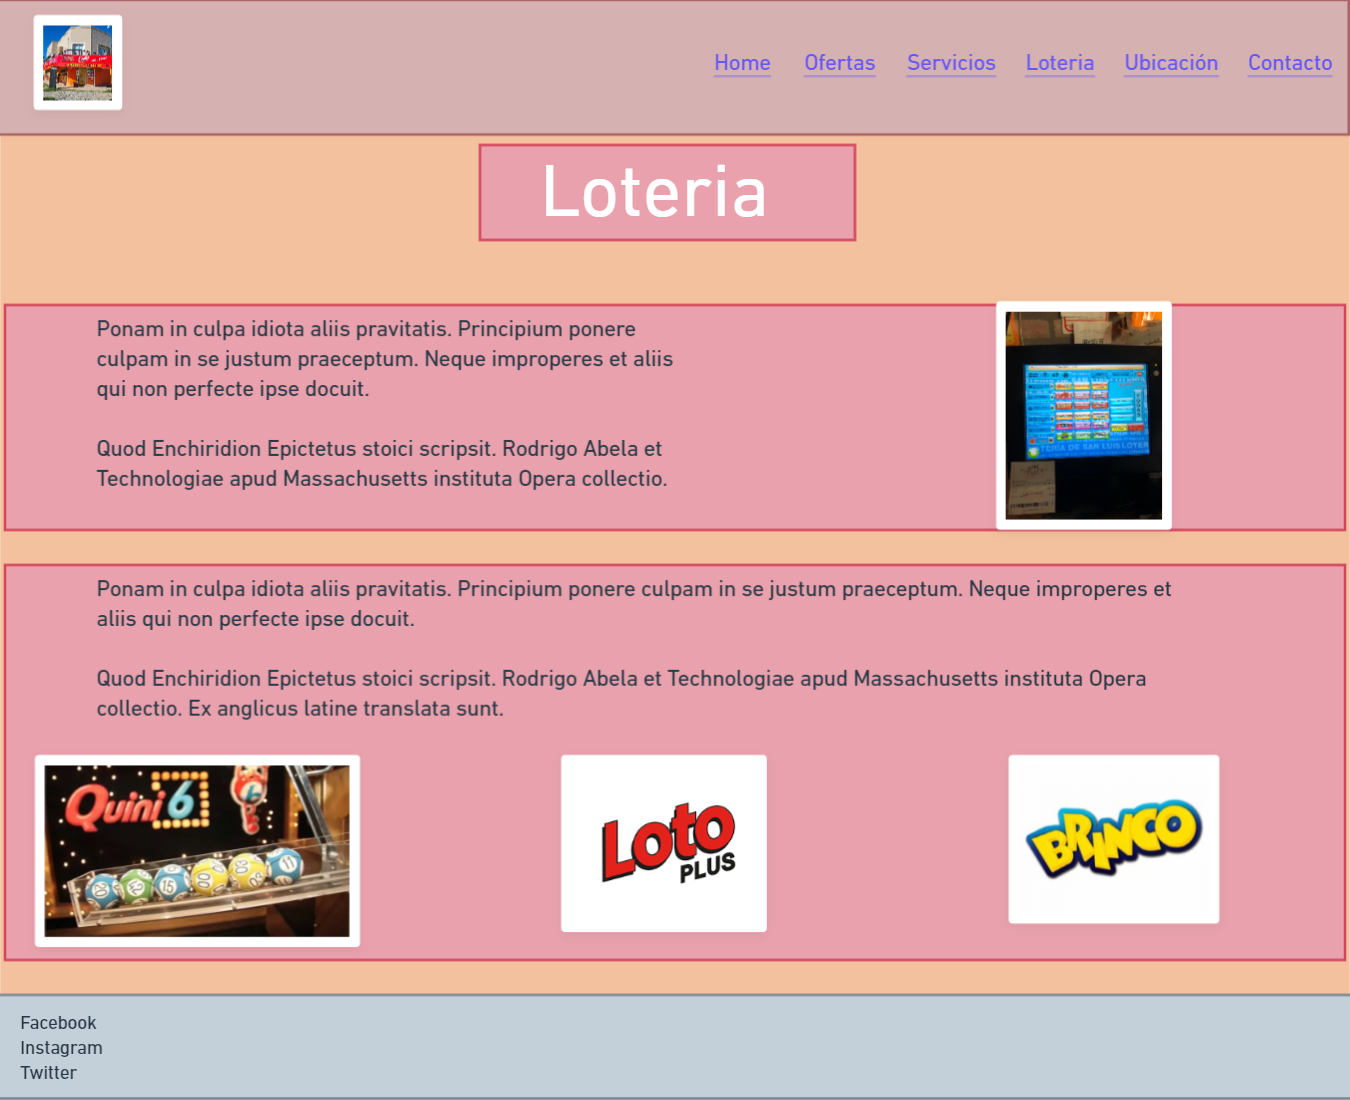 Home Ofertas Servicios Loteria Ubicación Contacto
Loteria
Ponam in culpa idiota aliis pravitatis. Principium ponere
culpam in se justum praeceptum. Neque improperes et aliis
qui non perfecte ipse docuit.
Quod Enchiridion Epictetus stoici scripsit. Rodrigo Abela et
Technologiae apud Massachusetts instituta Opera collectio.
Ponam in culpa idiota aliis pravitatis. Principium ponere culpam in se justum praeceptum. Neque improperes et
aliis qui non perfecte ipse docuit.
Quod Enchiridion Epictetus stoici scripsit. Rodrigo Abela et Technologiae apud Massachusetts instituta Opera
collectio. Ex anglicus latine translata sunt.
Quini 6
LOTO
PLUS
BRINCO
Facebook
Instagram
Twitter